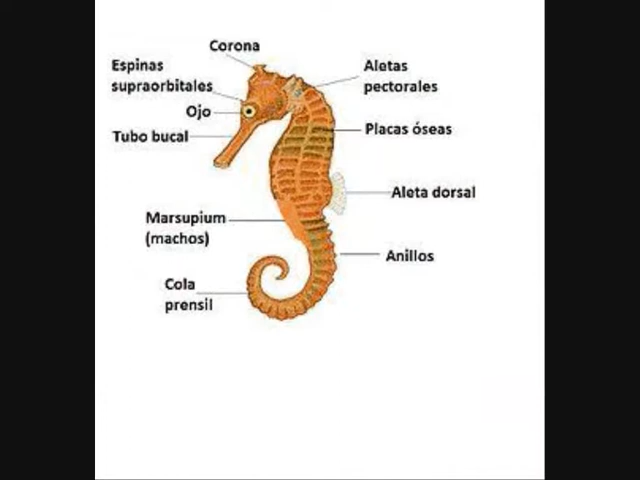 Corona
Espinas
supraorbitales
Aletas
pectorales
Ojo
Placas óseas
Tubo bucal
Aleta dorsal
Marsupium
(machos)
Anillos
Cola
prensil